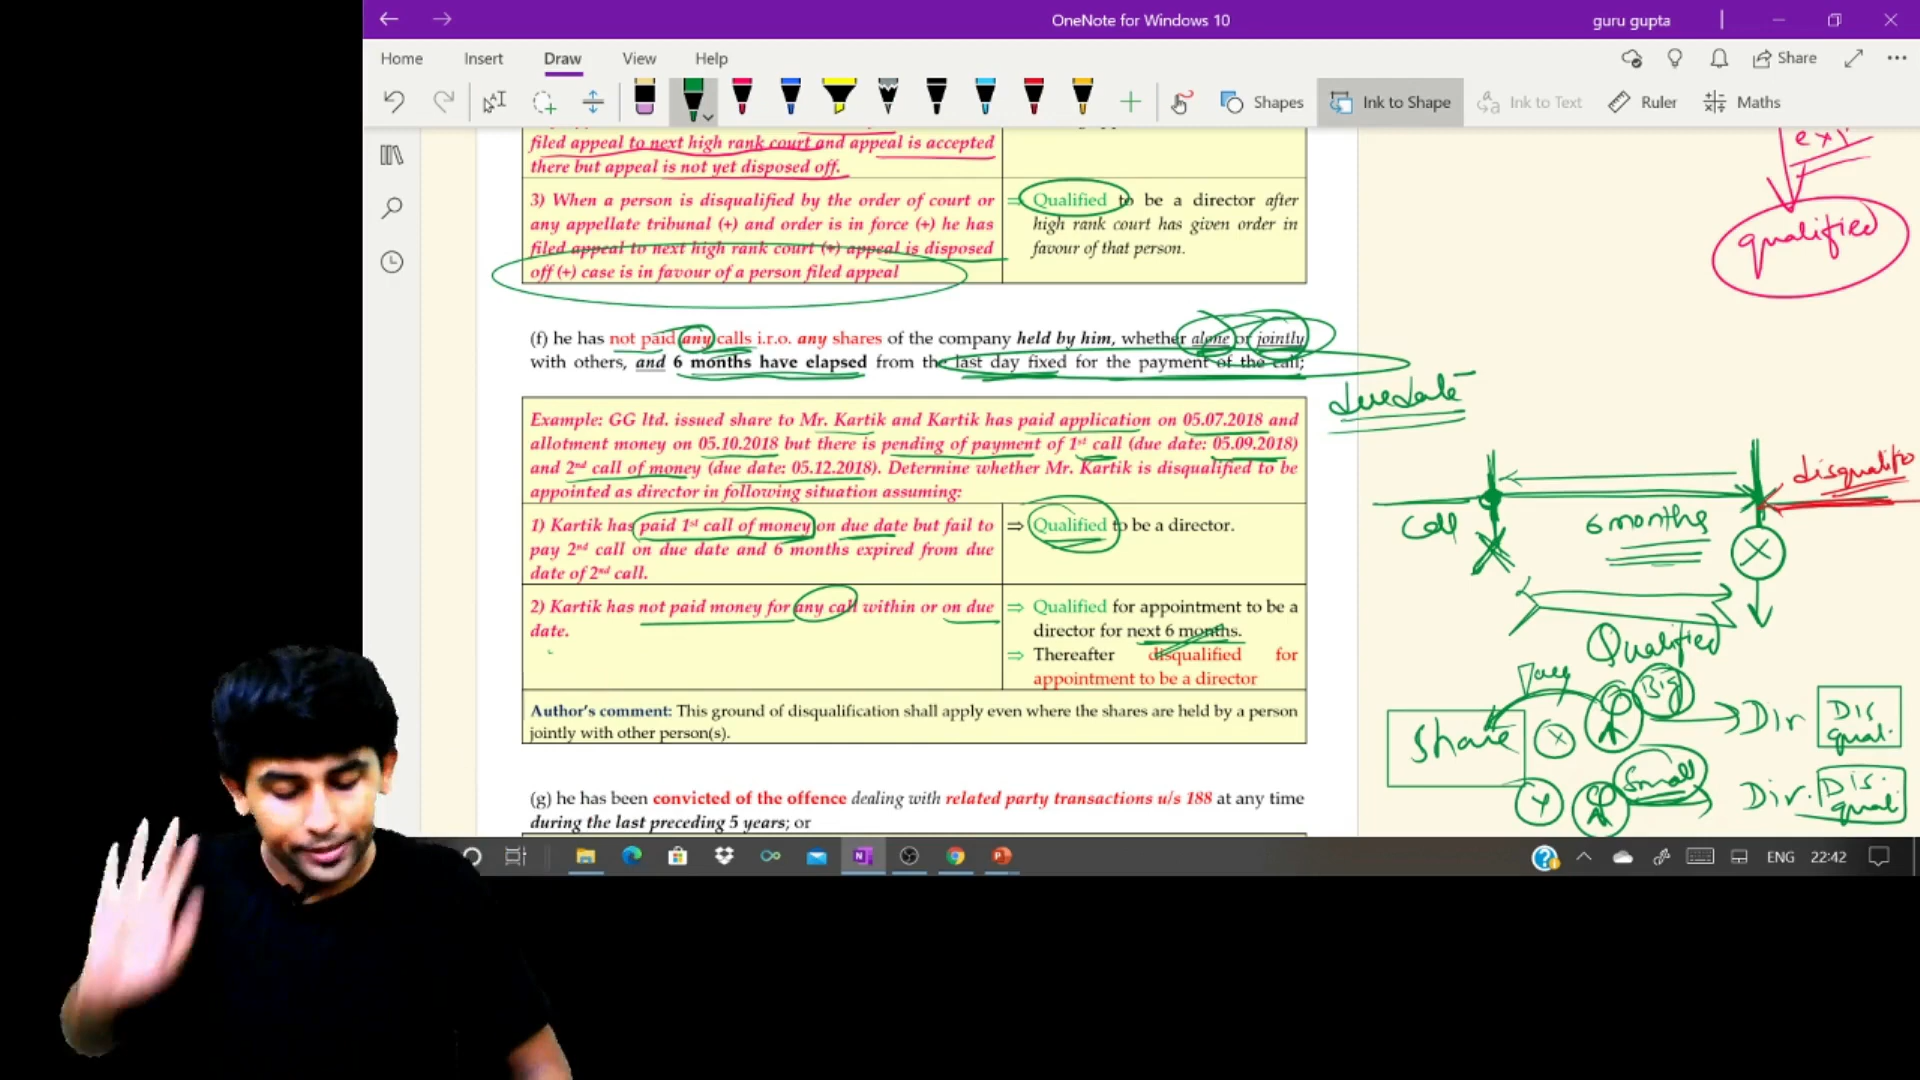 OneNote for Windows 10
guru gupta
Home Insert Draw View Help
Share
Shapes
Ink to Shape
Ink to Text
Ruler
Maths
filed appeal to next high rank court and appeal is accepted
there but appeal is not yet disposed off.
3) When a person is disqualified by the order of court or
any appellate tribunal (+) and order is in force (+) he has
filed appeal to next high rank court (+) appeal is disposed
off (+) case is in favour of a person filed appeal
⇒ Qualified to be a director after
high rank court has given order in
favour of that person.
qualified
(f) he has not paid any calls i.r.o. any shares of the company held by him, whether alone or jointly
with others, and 6 months have elapsed from the last day fixed for the payment of the call;
due date
Example: GG ltd. issued share to Mr. Kartik and Kartik has paid application on 05.07.2018 and
allotment money on 05.10.2018 but there is pending of payment of 1st call (due date: 05.09.2018)
and 2nd call of money (due date: 05.12.2018). Determine whether Mr. Kartik is disqualified to be
appointed as director in following situation assuming:
1) Kartik has paid 1st call of money on due date but fail to
pay 2nd call on due date and 6 months expired from due
date of 2nd call.
⇒ Qualified to be a director.
2) Kartik has not paid money for any call within or on due
date.
⇒ Qualified for appointment to be a
director for next 6 months.
⇒ Thereafter disqualified for
appointment to be a director
Author's comment: This ground of disqualification shall apply even where the shares are held by a person
jointly with other person(s).
(g) he has been convicted of the offence dealing with related party transactions u/s 188 at any time
during the last preceding 5 years; or
disqualifo
Call
6 months
X
Qualified
Big
Share
X
Dir
Dis
qual.
Small
Y
Dir.
Dis.
qual.
ENG
22:42